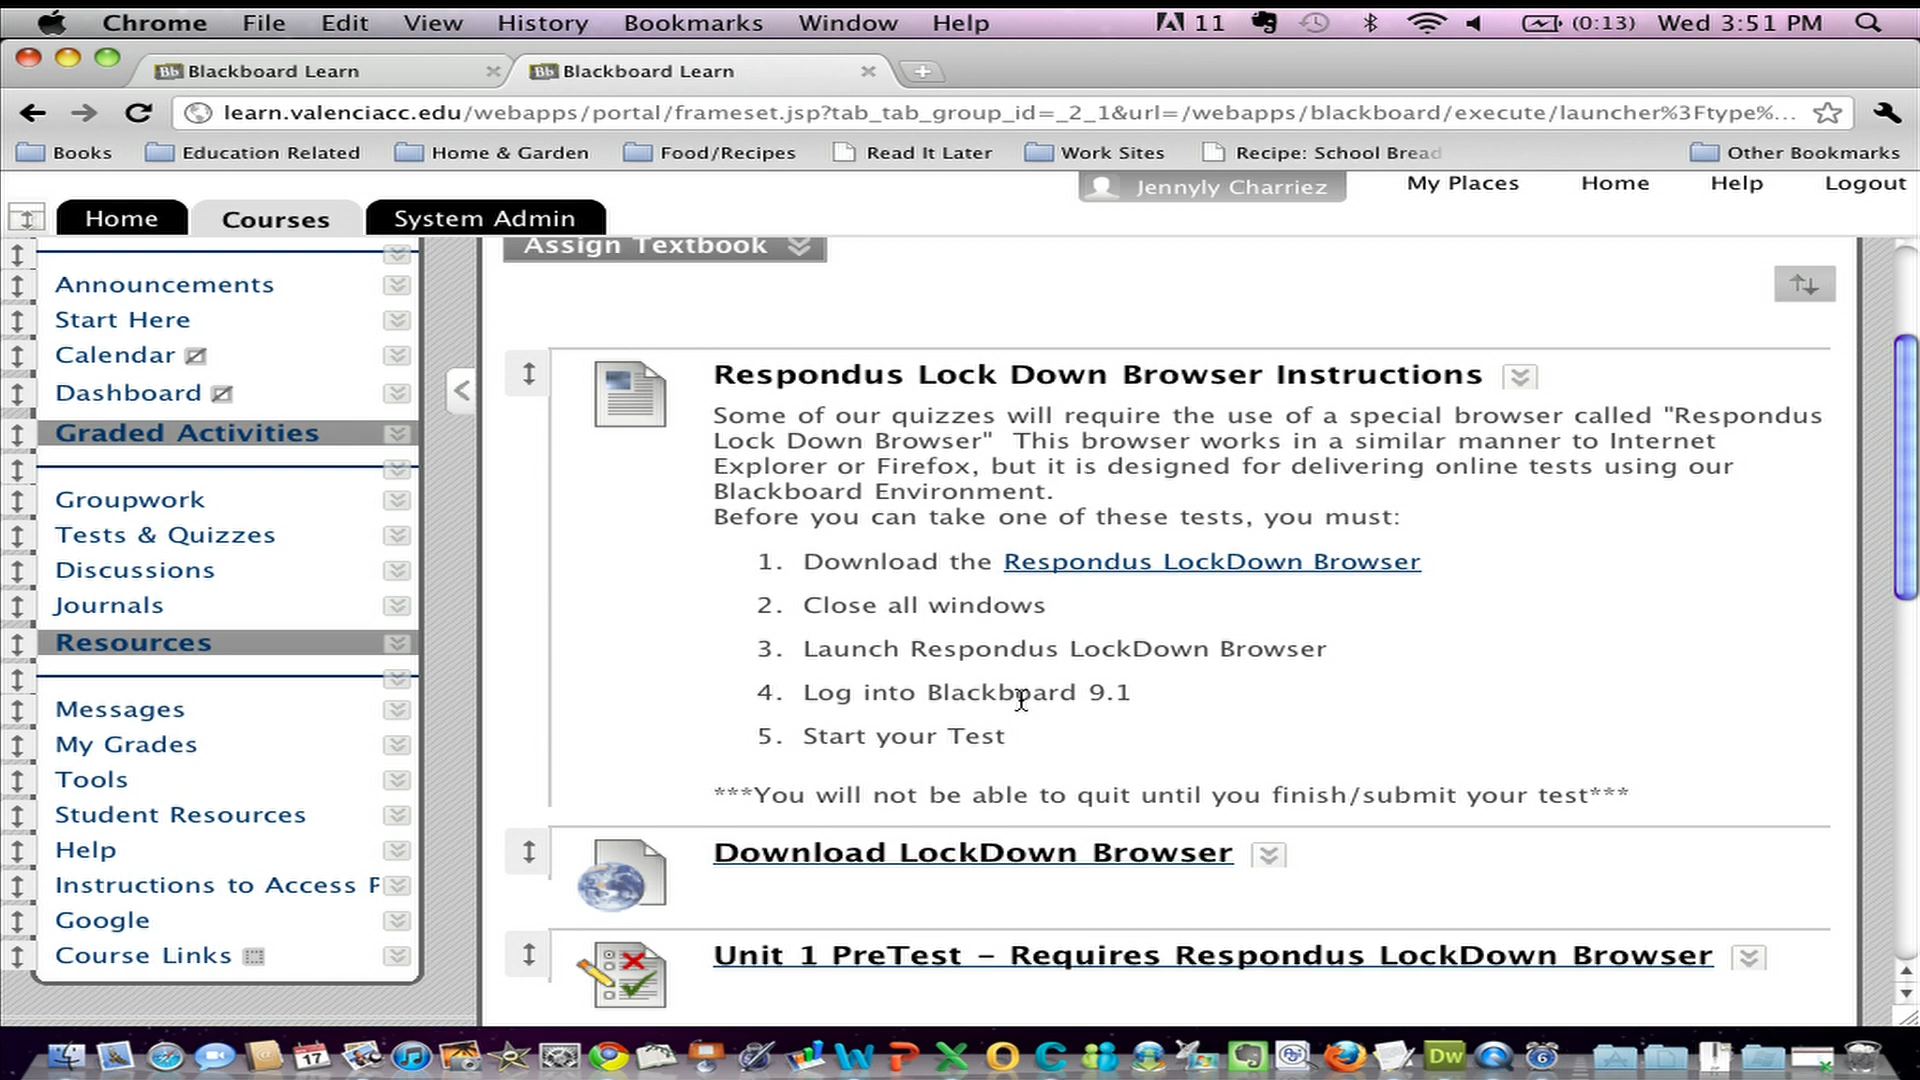 Chrome File Edit View History Bookmarks Window Help 11 (0:13) Wed 3:51 PM
Bb Blackboard Learn Bb Blackboard Learn
learn.valenciacc.edu/webapps/portal/frameset.jsp?tab_tab_group_id=_2_1&url=/webapps/blackboard/execute/launcher%3Ftype%...
Books Education Related Home & Garden Food/Recipes Read It Later Work Sites Recipe: School Bread Other Bookmarks
Jennyly Charriez My Places Home Help Logout
Home Courses System Admin
Announcements
Start Here
Calendar
Dashboard
Graded Activities
Groupwork
Tests & Quizzes
Discussions
Journals
Resources
Messages
My Grades
Tools
Student Resources
Help
Instructions to Access
Google
Course Links
Assign Textbook
Respondus Lock Down Browser Instructions
Some of our quizzes will require the use of a special browser called "Respondus
Lock Down Browser"  This browser works in a similar manner to Internet
Explorer or Firefox, but it is designed for delivering online tests using our
Blackboard Environment.
Before you can take one of these tests, you must:
1. Download the Respondus LockDown Browser
2. Close all windows
3. Launch Respondus LockDown Browser
4. Log into Blackboard 9.1
5. Start your Test
***You will not be able to quit until you finish/submit your test***
Download LockDown Browser
Unit 1 PreTest – Requires Respondus LockDown Browser
17 W P X O C Dw 6